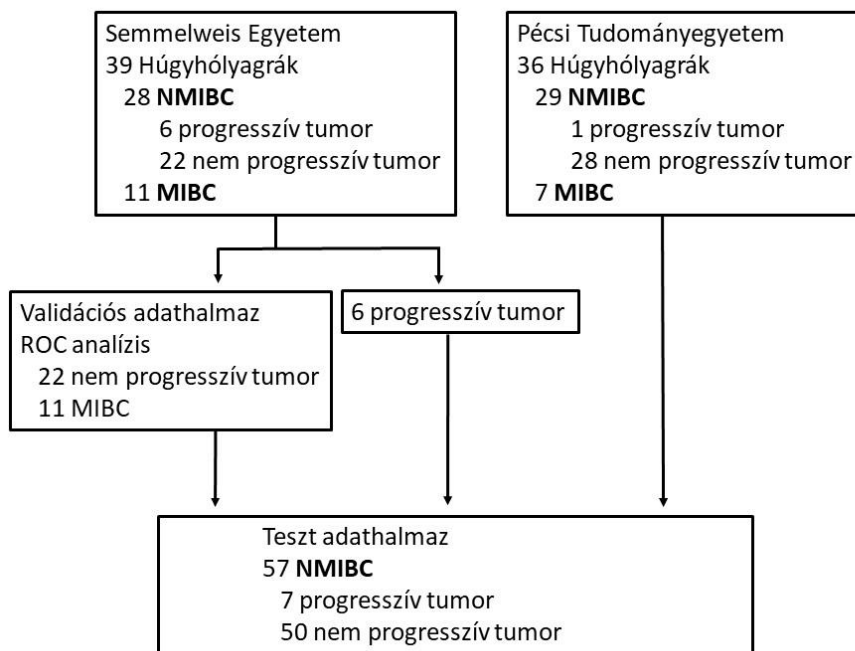 Semmelweis Egyetem
39 Húgyhólyagrák
28 NMIBC
6 progresszív tumor
22 nem progresszív tumor
11 MIBC
Pécsi Tudományegyetem
36 Húgyhólyagrák
29 NMIBC
1 progresszív tumor
28 nem progresszív tumor
7 MIBC
Validációs adathalmaz
ROC analízis
22 nem progresszív tumor
11 MIBC
6 progresszív tumor
Teszt adathalmaz
57 NMIBC
7 progresszív tumor
50 nem progresszív tumor